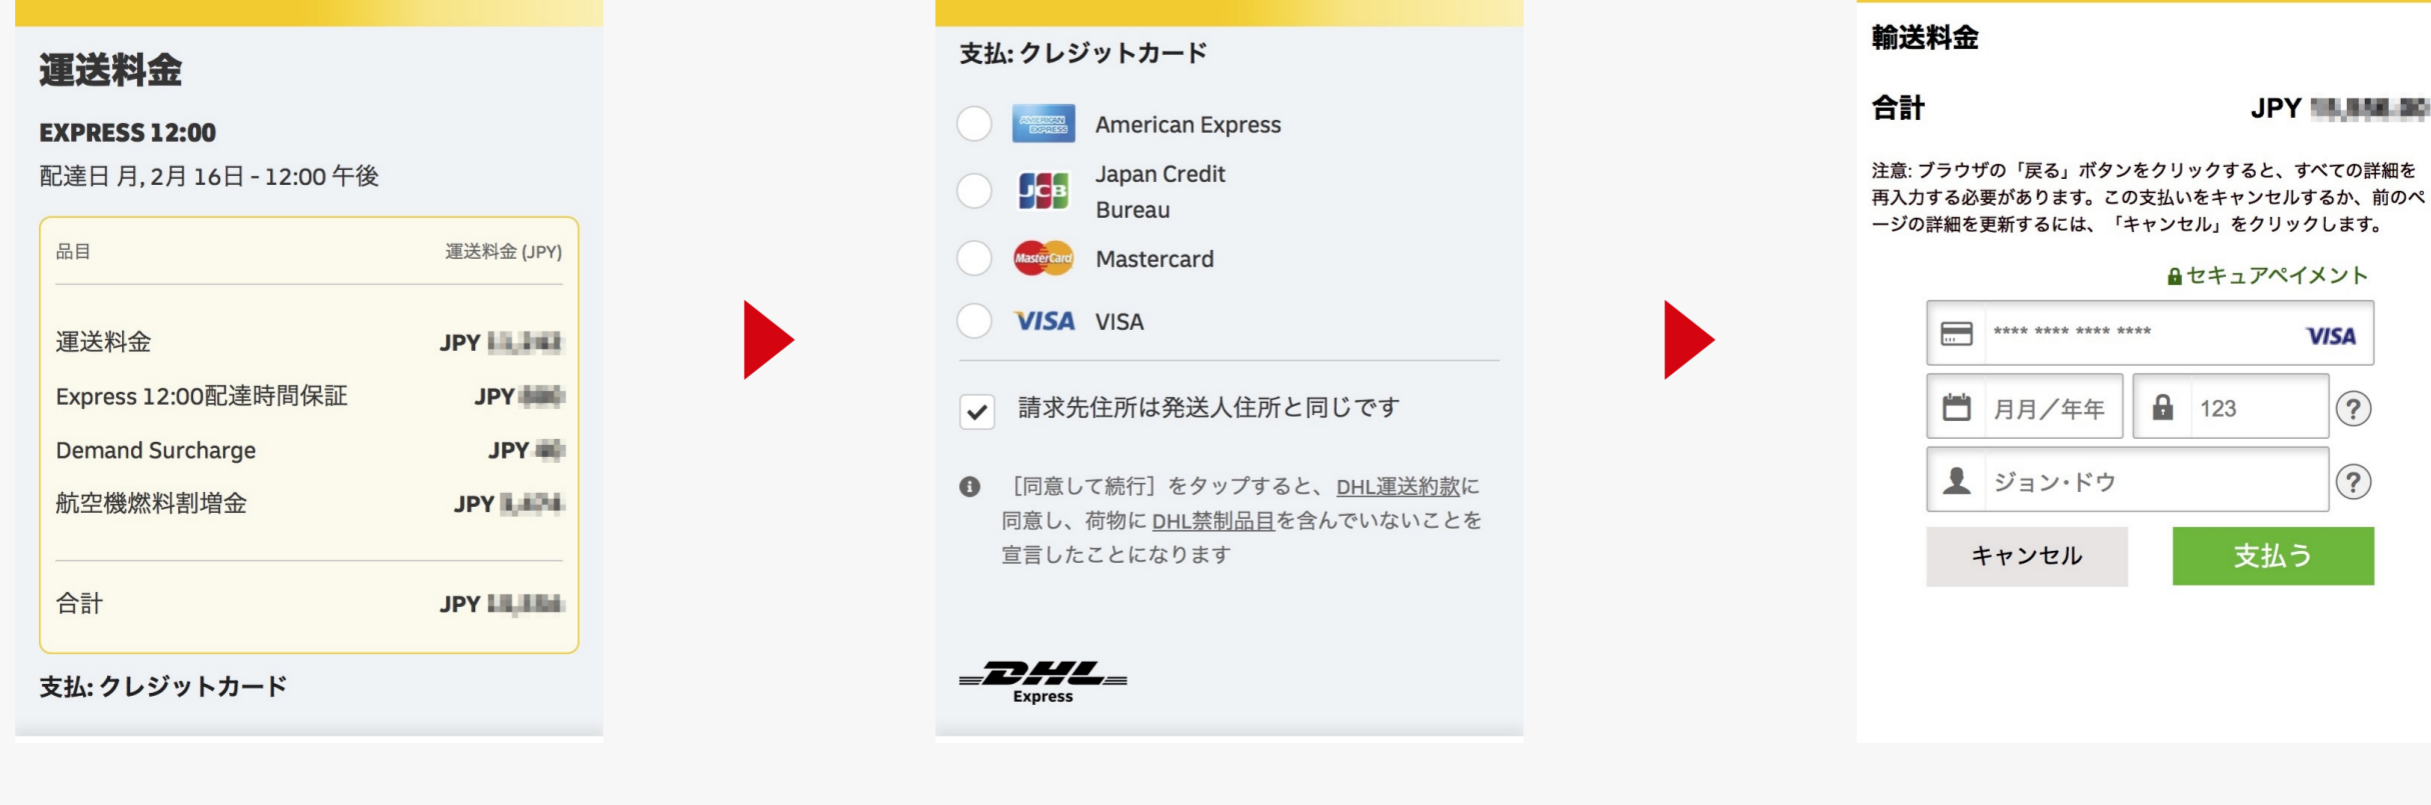 運送料金
EXPRESS 12:00
配達日 月, 2月 16日 - 12:00 午後
品目 運送料金 (JPY)
運送料金 JPY
Express 12:00配達時間保証 JPY
Demand Surcharge JPY
航空機燃料割増金 JPY
合計 JPY
支払: クレジットカード
支払: クレジットカード
AMERICAN EXPRESS American Express
JCB Japan Credit
Bureau
MasterCard Mastercard
VISA VISA
請求先住所は発送人住所と同じです
［同意して続行］をタップすると、DHL運送約款に
同意し、荷物に DHL禁制品目を含んでいないことを
宣言したことになります
DHL
Express
輸送料金
合計 JPY
注意: ブラウザの「戻る」ボタンをクリックすると、すべての詳細を
再入力する必要があります。この支払いをキャンセルするか、前のペ
ージの詳細を更新するには、「キャンセル」をクリックします。
セキュアペイメント
**** **** **** **** VISA
月月／年年 123 ?
ジョン・ドウ ?
キャンセル 支払う